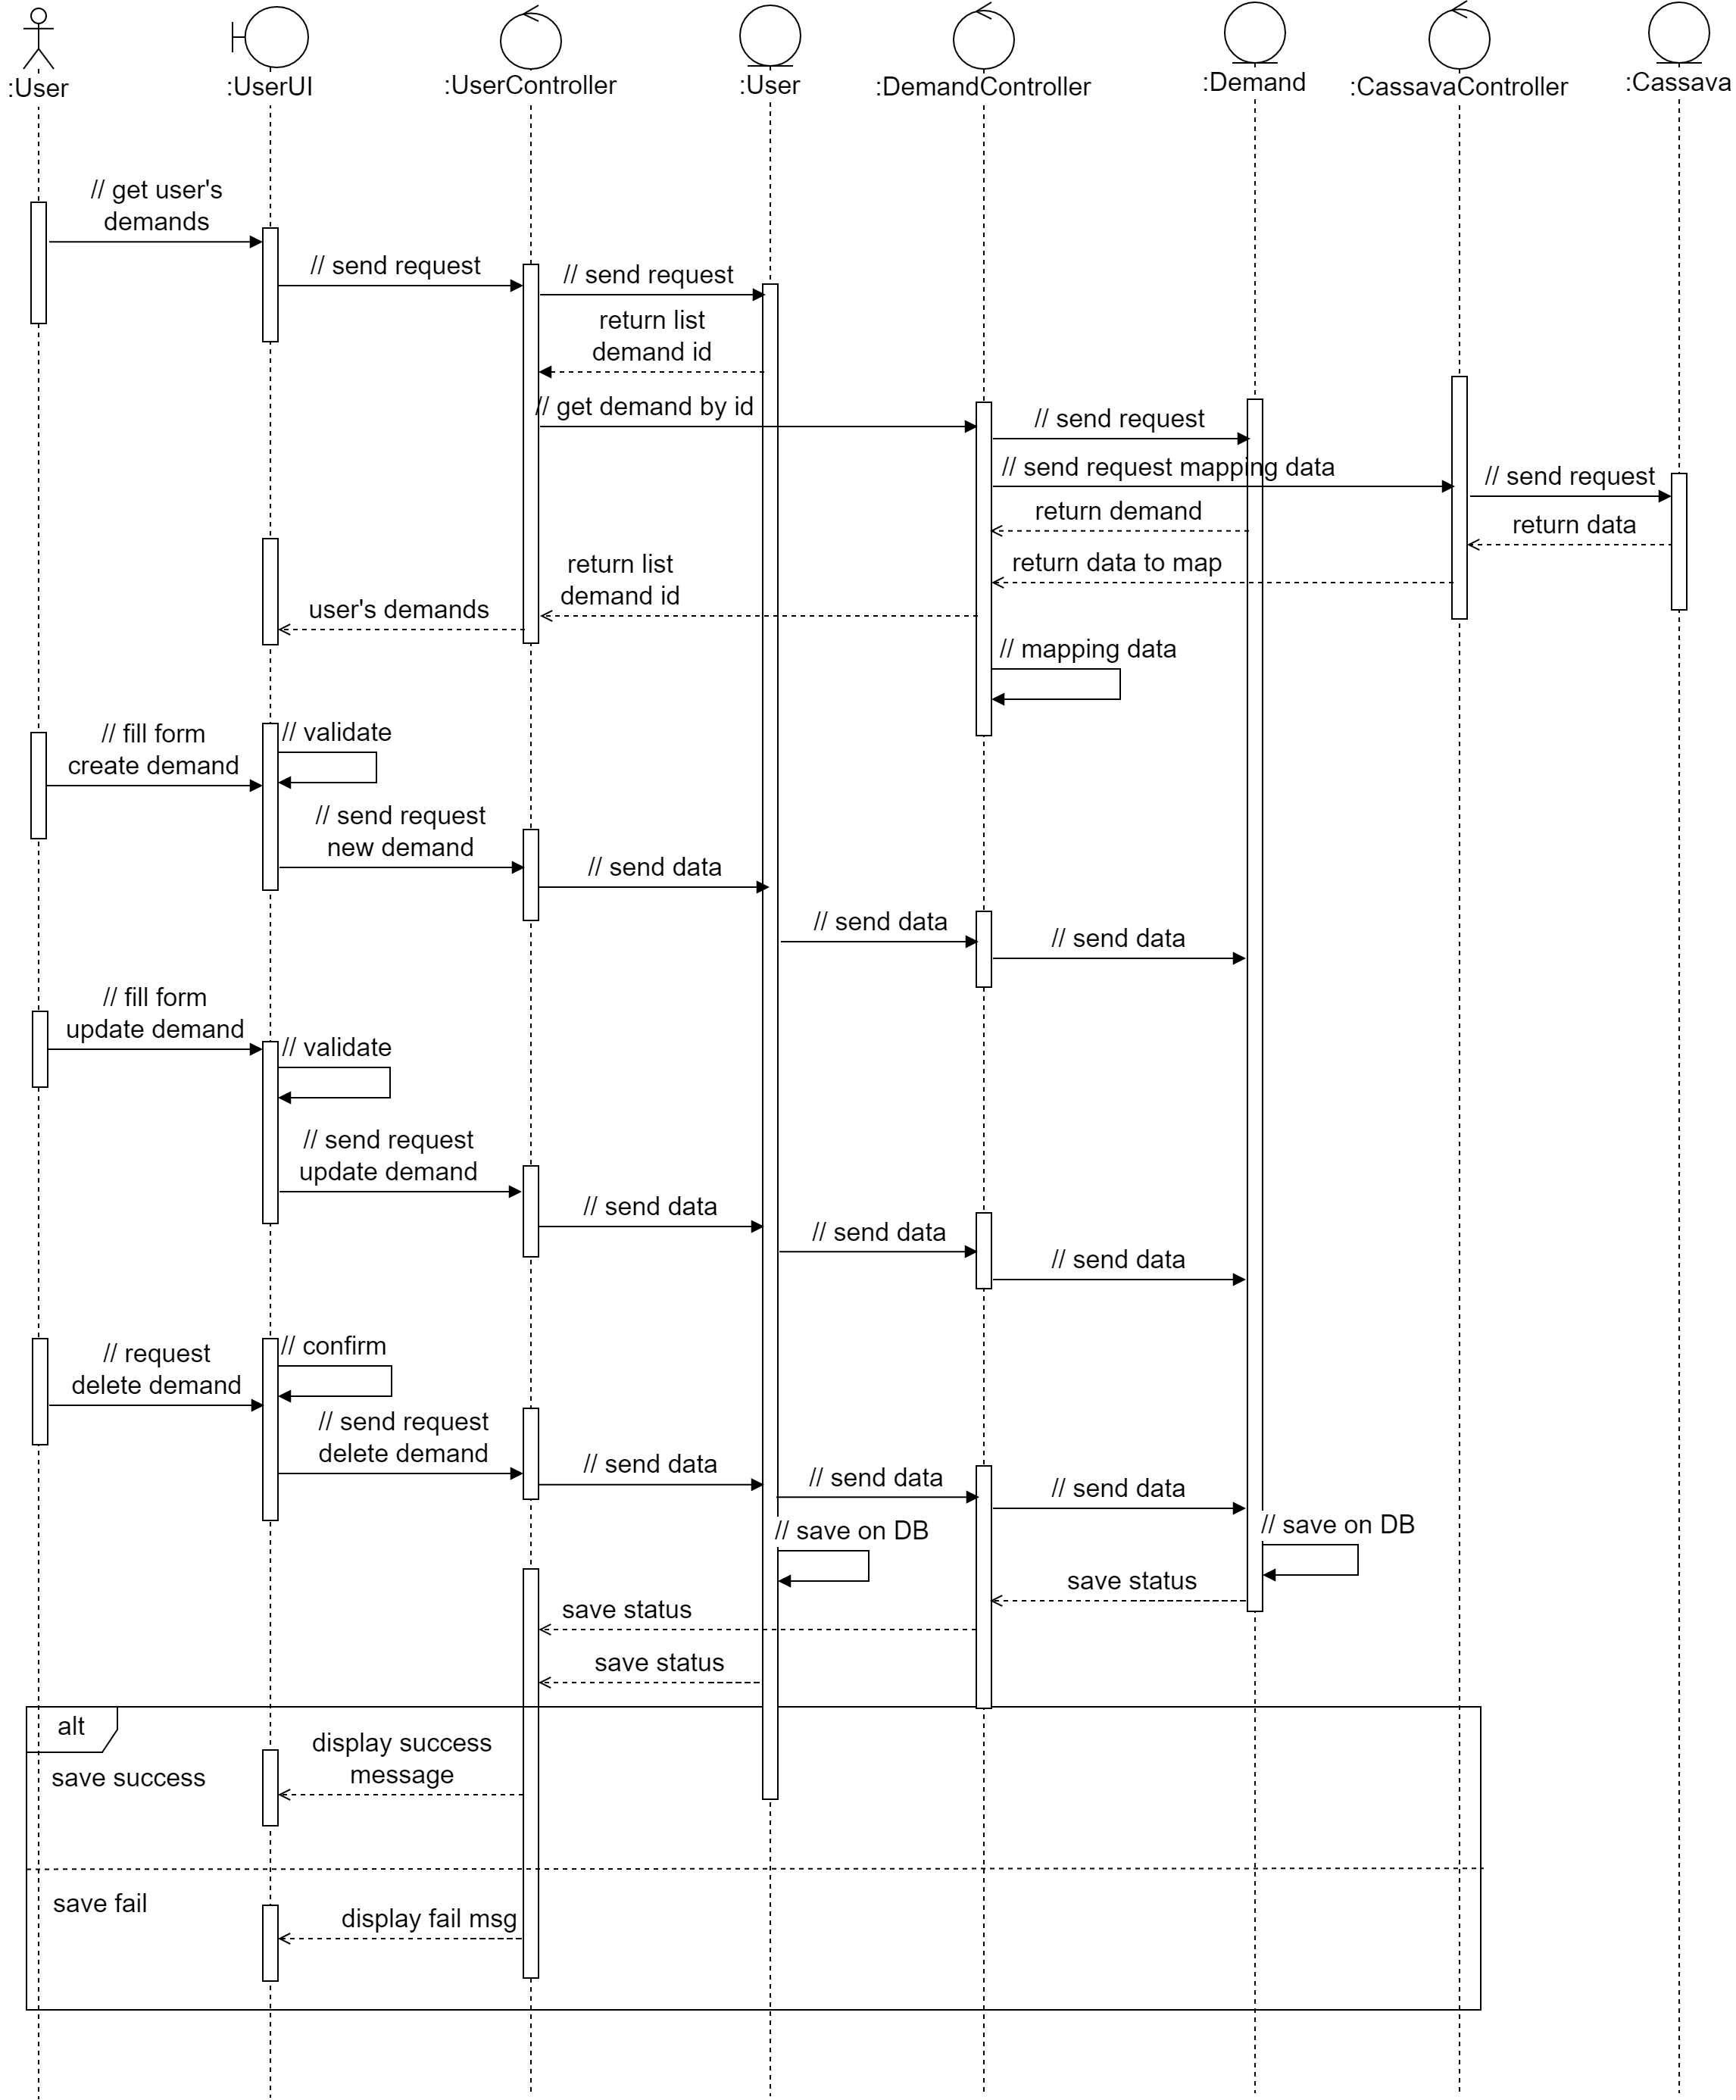 :User
:UserUI
:UserController
:User
:DemandController
:Demand
:CassavaController
:Cassava
// get user's
demands
// send request
// send request
return list
demand id
// get demand by id
// send request
// send request mapping data
// send request
return demand
return data
return data to map
return list
demand id
user's demands
// mapping data
// fill form
create demand
// validate
// send request
new demand
// send data
// send data
// send data
// fill form
update demand
// validate
// send request
update demand
// send data
// send data
// send data
// request
delete demand
// confirm
// send request
delete demand
// send data
// send data
// send data
// save on DB
// save on DB
save status
save status
save status
alt
display success
message
save success
save fail
display fail msg